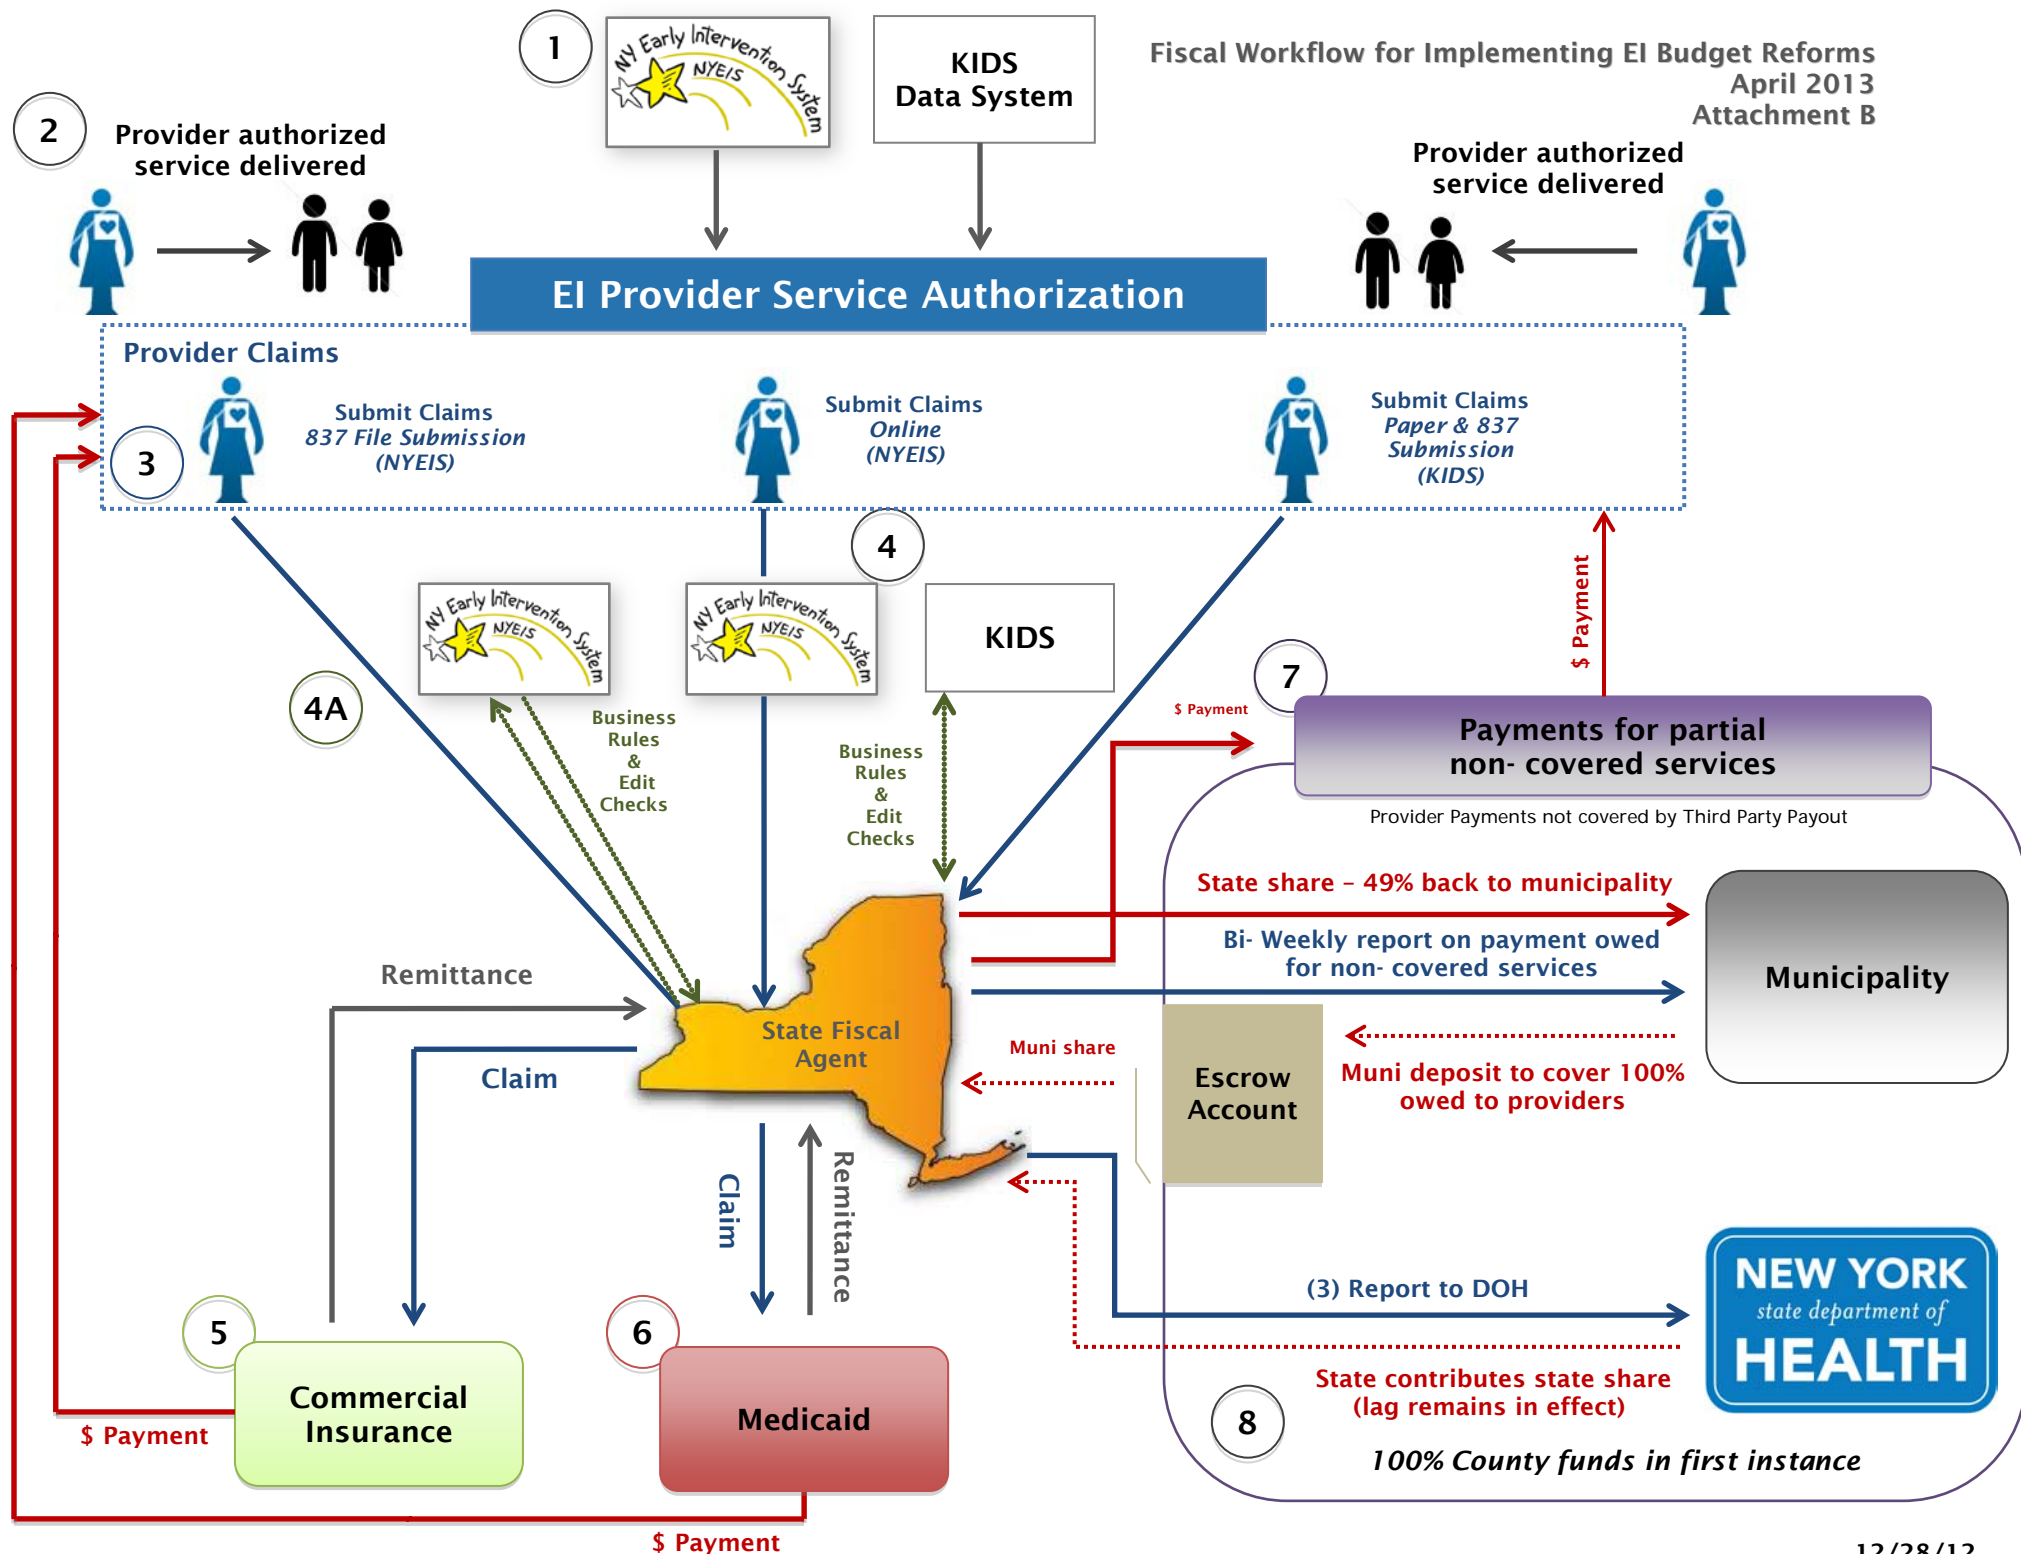 Fiscal Workflow for Implementing EI Budget Reforms
April 2013
Attachment B
1
NY Early Intervention System
NYEIS
KIDS
Data System
2
Provider authorized
service delivered
Provider authorized
service delivered
EI Provider Service Authorization
Provider Claims
3
Submit Claims
837 File Submission
(NYEIS)
Submit Claims
Online
(NYEIS)
Submit Claims
Paper & 837
Submission
(KIDS)
4
NY Early Intervention System
NYEIS
NY Early Intervention System
NYEIS
KIDS
4A
Business
Rules
&
Edit
Checks
Business
Rules
&
Edit
Checks
$ Payment
7
$ Payment
Payments for partial
non- covered services
Provider Payments not covered by Third Party Payout
State share – 49% back to municipality
Bi- Weekly report on payment owed
for non- covered services
Municipality
Remittance
Claim
State Fiscal
Agent
Muni share
Escrow
Account
Muni deposit to cover 100%
owed to providers
Claim
Remittance
(3) Report to DOH
NEW YORK
state department of
HEALTH
State contributes state share
(lag remains in effect)
8
100% County funds in first instance
5
Commercial
Insurance
$ Payment
6
Medicaid
$ Payment
12/28/12